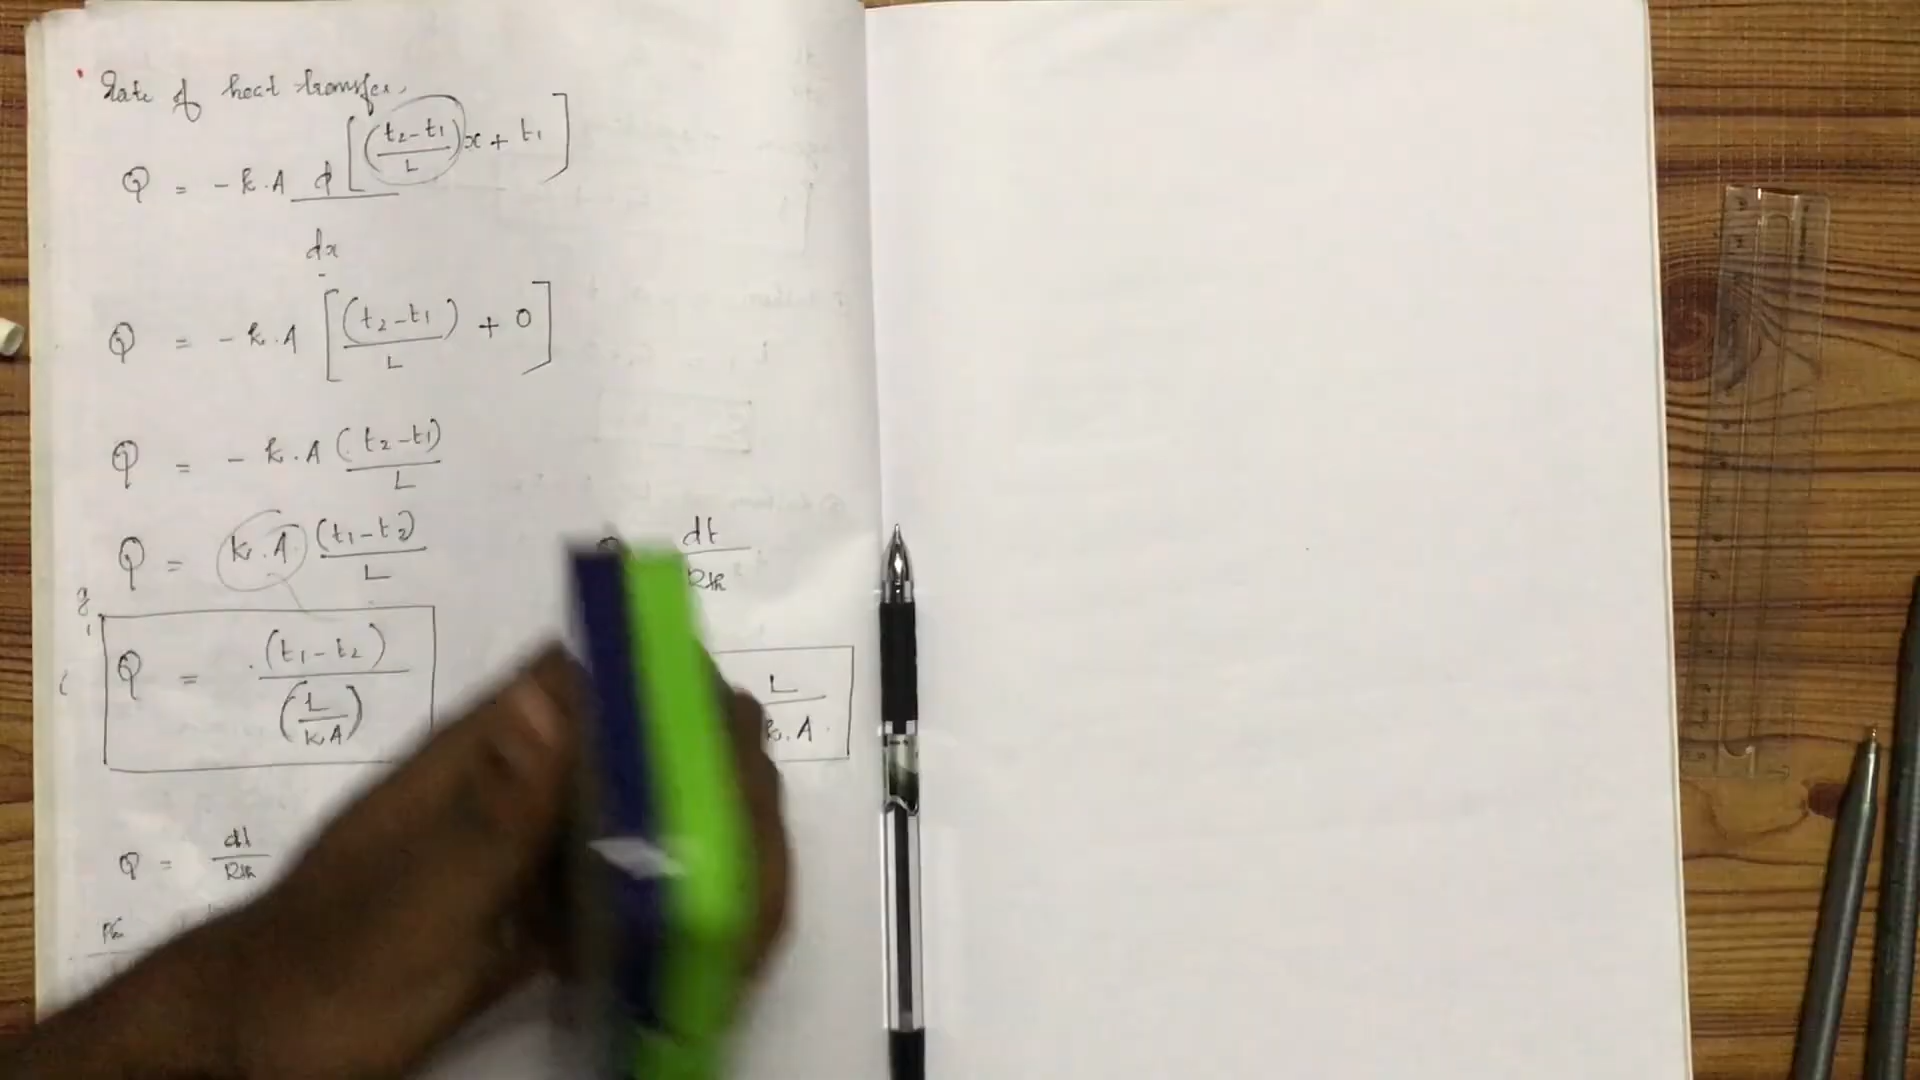 Rate of heat transfer.
Q = -k.A d[((t₂-t₁)/L)x + t₁]
dx
Q = -k.A [(t₂-t₁)/L + 0]
Q = -k.A (t₂-t₁)/L
Q = k.A (t₁-t₂)/L
Q = (t₁-t₂)/(L/kA)
Q = dt/Rth
dt/Rth
L/k.A